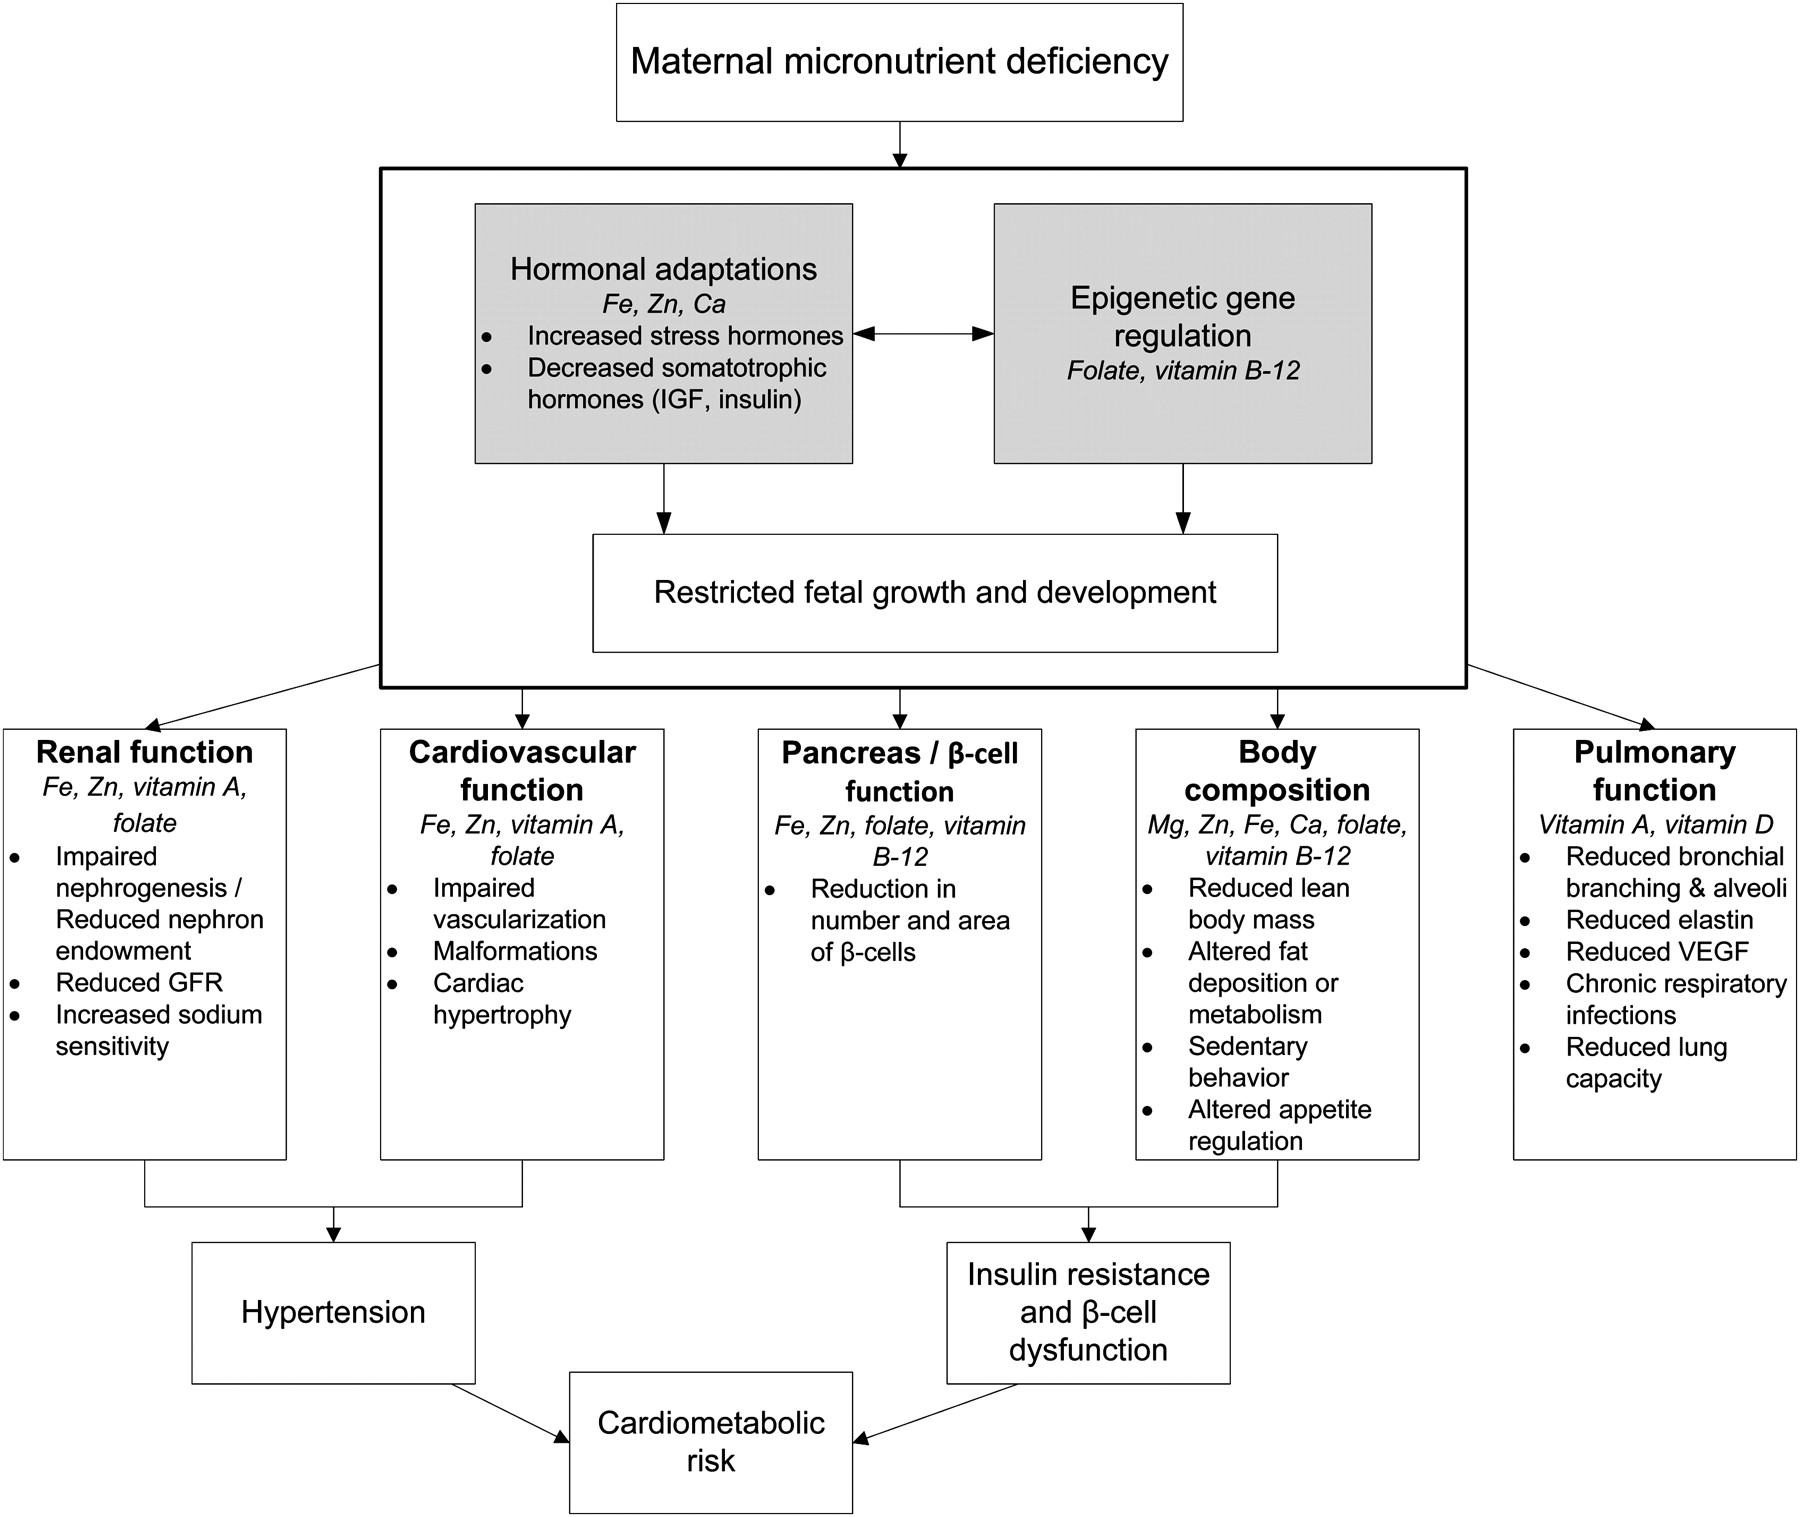 Maternal micronutrient deficiency
Hormonal adaptations
Fe, Zn, Ca
• Increased stress hormones
• Decreased somatotrophic
hormones (IGF, insulin)
Epigenetic gene
regulation
Folate, vitamin B-12
Restricted fetal growth and development
Renal function
Fe, Zn, vitamin A,
folate
• Impaired
nephrogenesis /
Reduced nephron
endowment
• Reduced GFR
• Increased sodium
sensitivity
Cardiovascular
function
Fe, Zn, vitamin A,
folate
• Impaired
vascularization
• Malformations
• Cardiac
hypertrophy
Pancreas / β-cell
function
Fe, Zn, folate, vitamin
B-12
• Reduction in
number and area
of β-cells
Body
composition
Mg, Zn, Fe, Ca, folate,
vitamin B-12
• Reduced lean
body mass
• Altered fat
deposition or
metabolism
• Sedentary
behavior
• Altered appetite
regulation
Pulmonary
function
Vitamin A, vitamin D
• Reduced bronchial
branching & alveoli
• Reduced elastin
• Reduced VEGF
• Chronic respiratory
infections
• Reduced lung
capacity
Hypertension
Insulin resistance
and β-cell
dysfunction
Cardiometabolic
risk